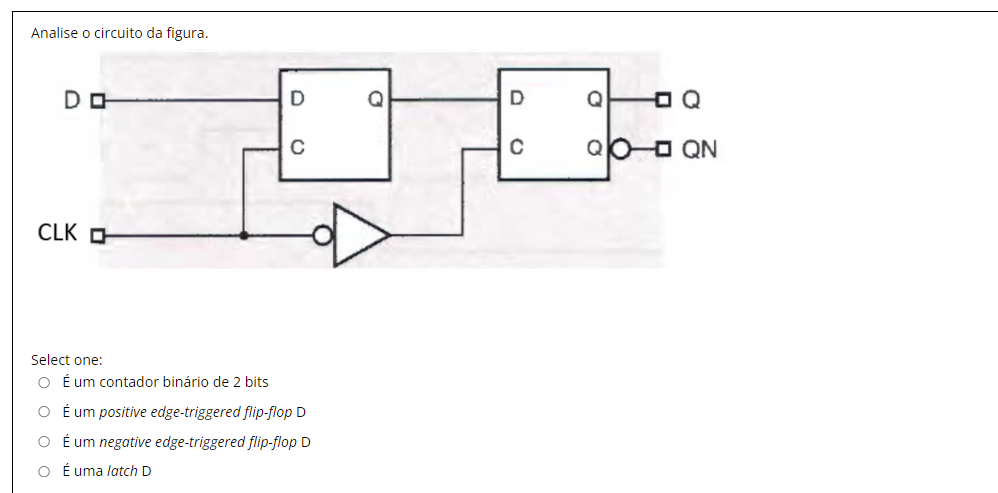 Analise o circuito da figura.
D D Q D Q Q
C C Q QN
CLK
Select one:
É um contador binário de 2 bits
É um positive edge-triggered flip-flop D
É um negative edge-triggered flip-flop D
É uma latch D